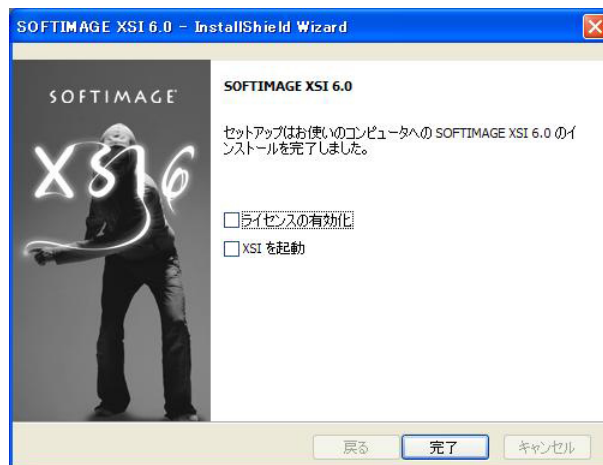 SOFTIMAGE XSI 6.0 - InstallShield Wizard
SOFTIMAGE
XSI 6
SOFTIMAGE XSI 6.0
セットアップはお使いのコンピュータへの SOFTIMAGE XSI 6.0 のイ
ンストールを完了しました。
ライセンスの有効化
XSI を起動
戻る
完了
キャンセル